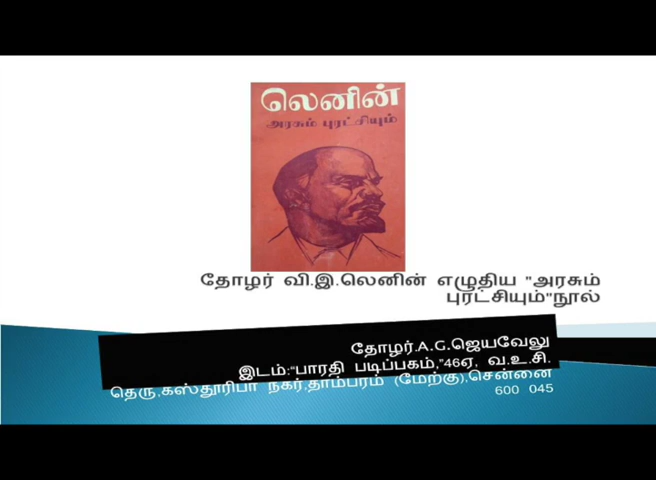 லெனின்
அரசும் புரட்சியும்
தோழர் வி.இ.லெனின் எழுதிய "அரசும்
புரட்சியும்"நூல்
தோழர்.A.G.ஜெயவேலு
இடம்:“பாரதி படிப்பகம்,”46ஏ, வ.உ.சி.
தெரு,கஸ்தூரிபா நகர்,தாம்பரம் (மேற்கு),சென்னை
600 045